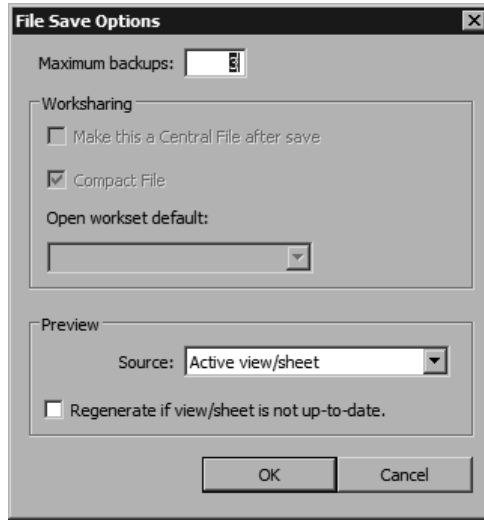 File Save Options
Maximum backups: 3
Worksharing
Make this a Central File after save
Compact File
Open workset default:
Preview
Source: Active view/sheet
Regenerate if view/sheet is not up-to-date.
OK Cancel